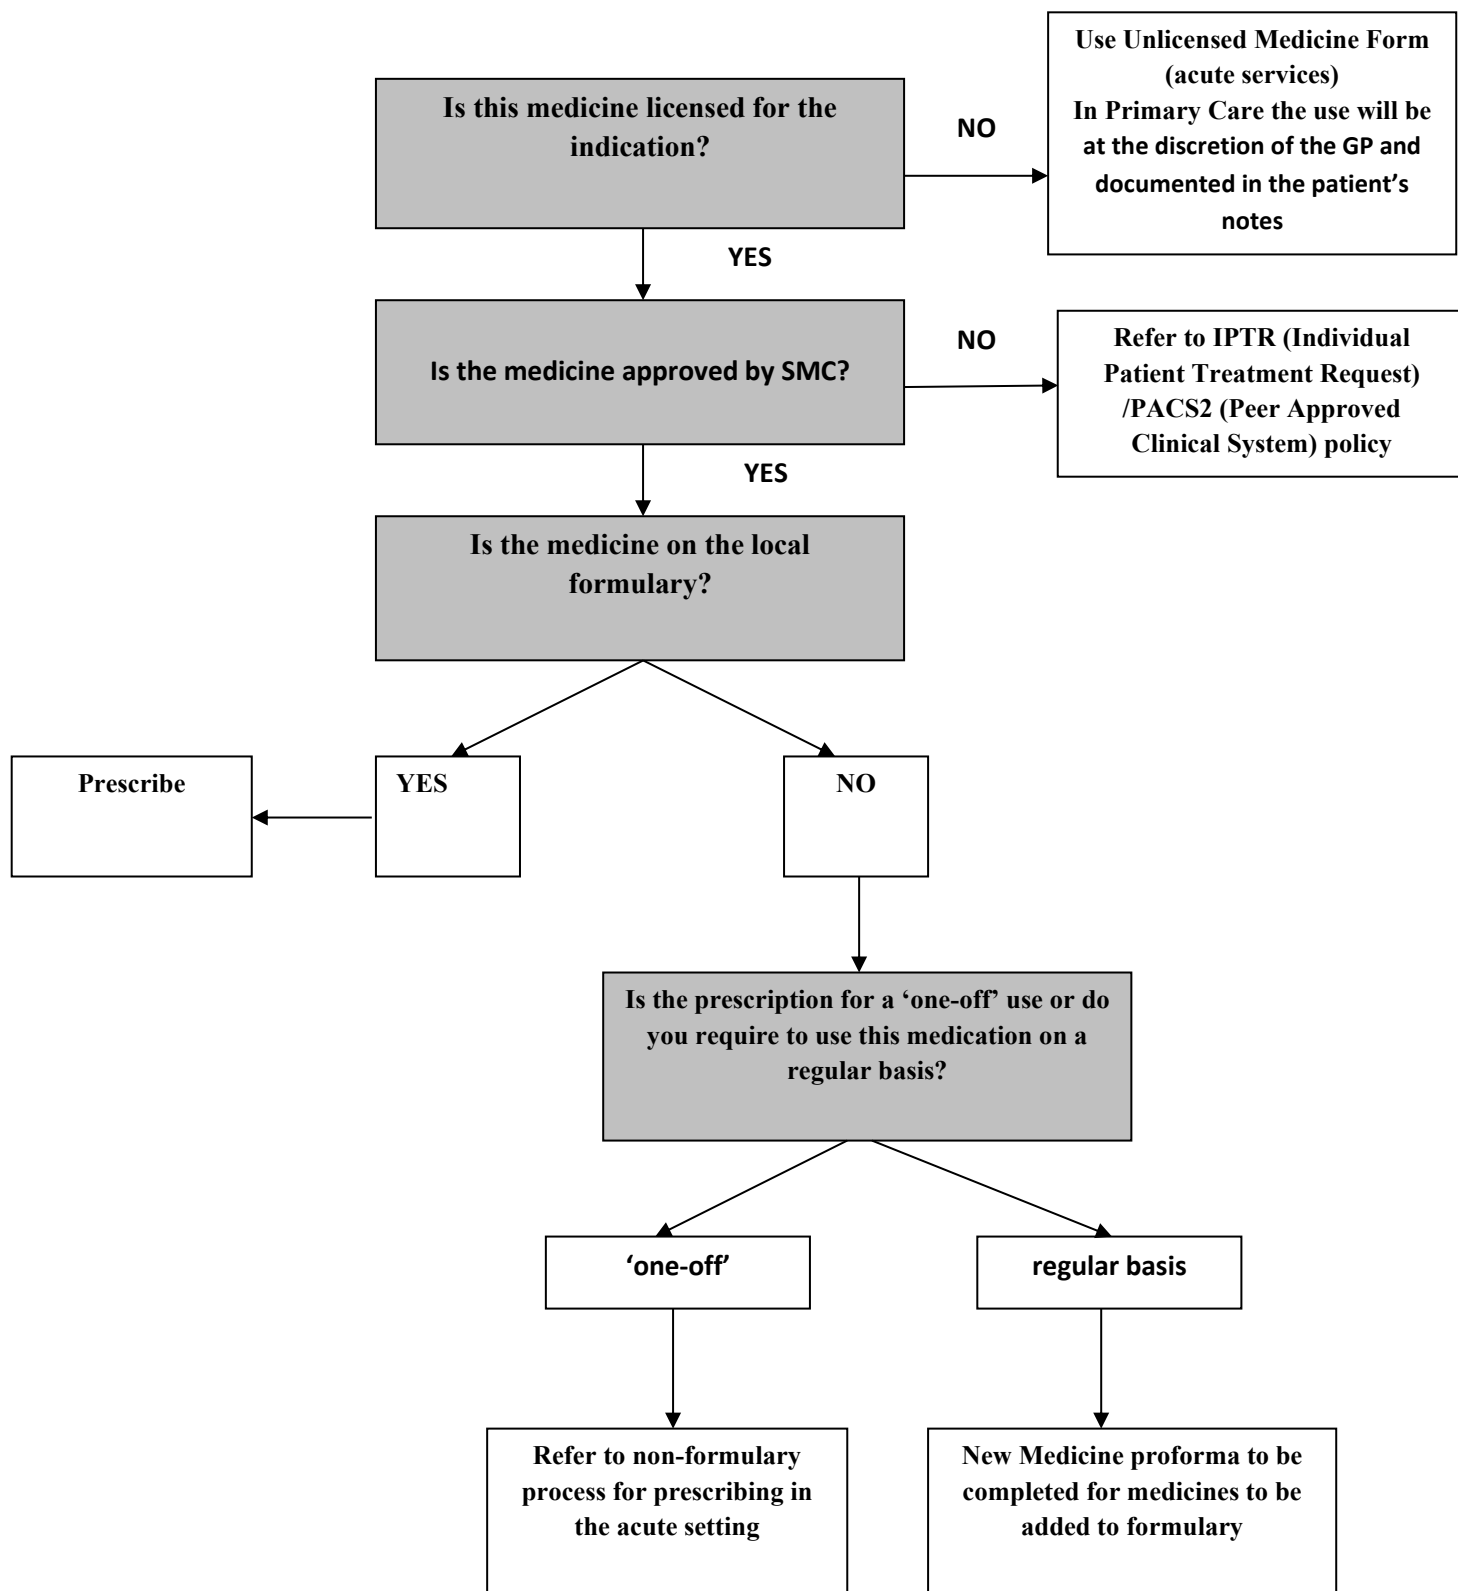 Use Unlicensed Medicine Form
(acute services)
In Primary Care the use will be
at the discretion of the GP and
documented in the patient’s
notes
Is this medicine licensed for the
indication?
NO
YES
Is the medicine approved by SMC?
NO
Refer to IPTR (Individual
Patient Treatment Request)
/PACS2 (Peer Approved
Clinical System) policy
YES
Is the medicine on the local
formulary?
Prescribe
YES
NO
Is the prescription for a ‘one-off’ use or do
you require to use this medication on a
regular basis?
‘one-off’
regular basis
Refer to non-formulary
process for prescribing in
the acute setting
New Medicine proforma to be
completed for medicines to be
added to formulary